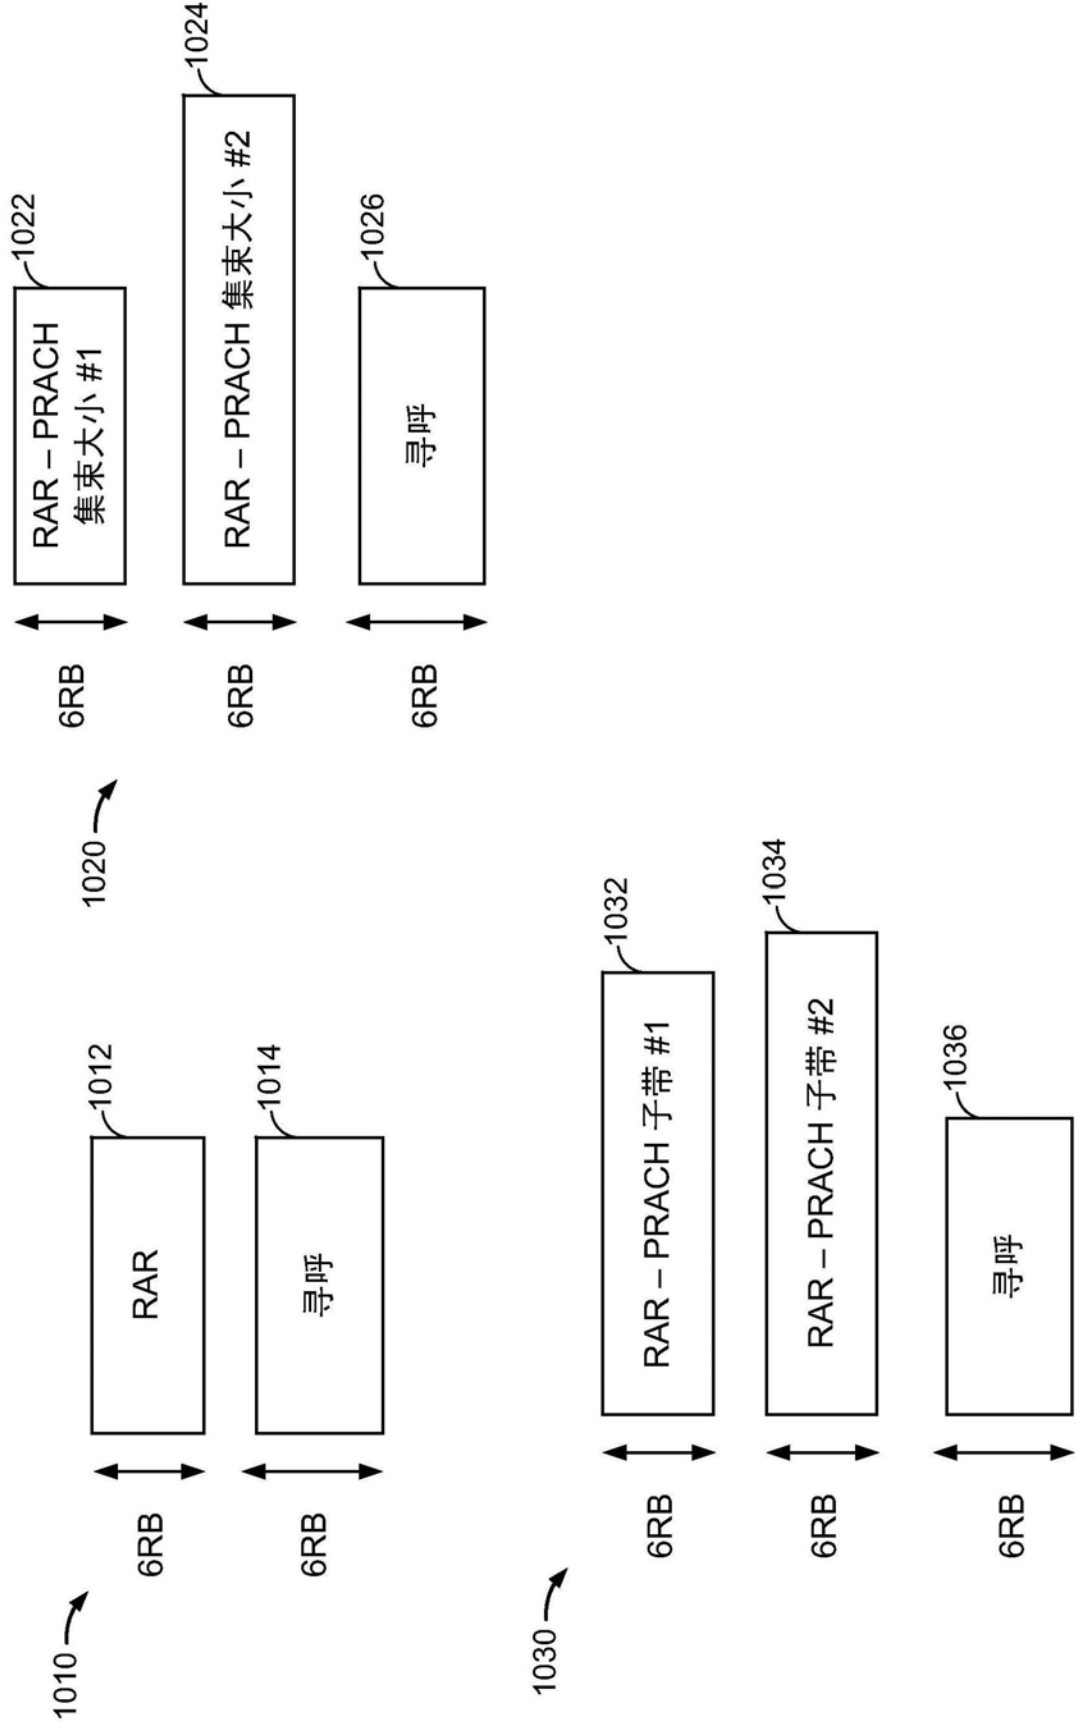 1010
6RB
RAR
1012
6RB
寻呼
1014
1020
6RB
RAR – PRACH
集束大小 #1
1022
6RB
RAR – PRACH 集束大小 #2
1024
6RB
寻呼
1026
1030
6RB
RAR – PRACH 子带 #1
1032
6RB
RAR – PRACH 子带 #2
1034
6RB
寻呼
1036